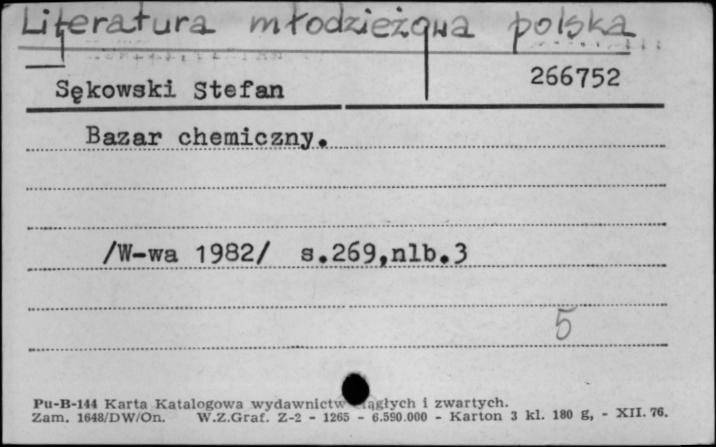 Literatura młodzieżowa polska
Sękowski Stefan 266752
Bazar chemiczny.
/W-wa 1982/ s.269,nlb.3
5
Pu-B-144 Karta Katalogowa wydawnictw ciągłych i zwartych.
Zam. 1648/DW/On. W.Z.Graf. Z-2 - 1265 - 6.590.000 - Karton 3 kl. 180 g, - XII. 76.